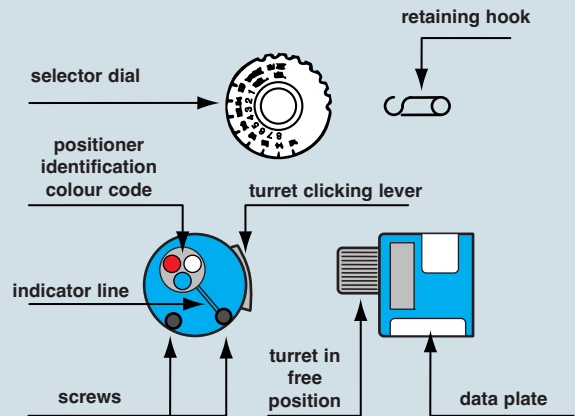 retaining hook
selector dial
positioner
identification
colour code
turret clicking lever
indicator line
turret in
free
position
screws
data plate